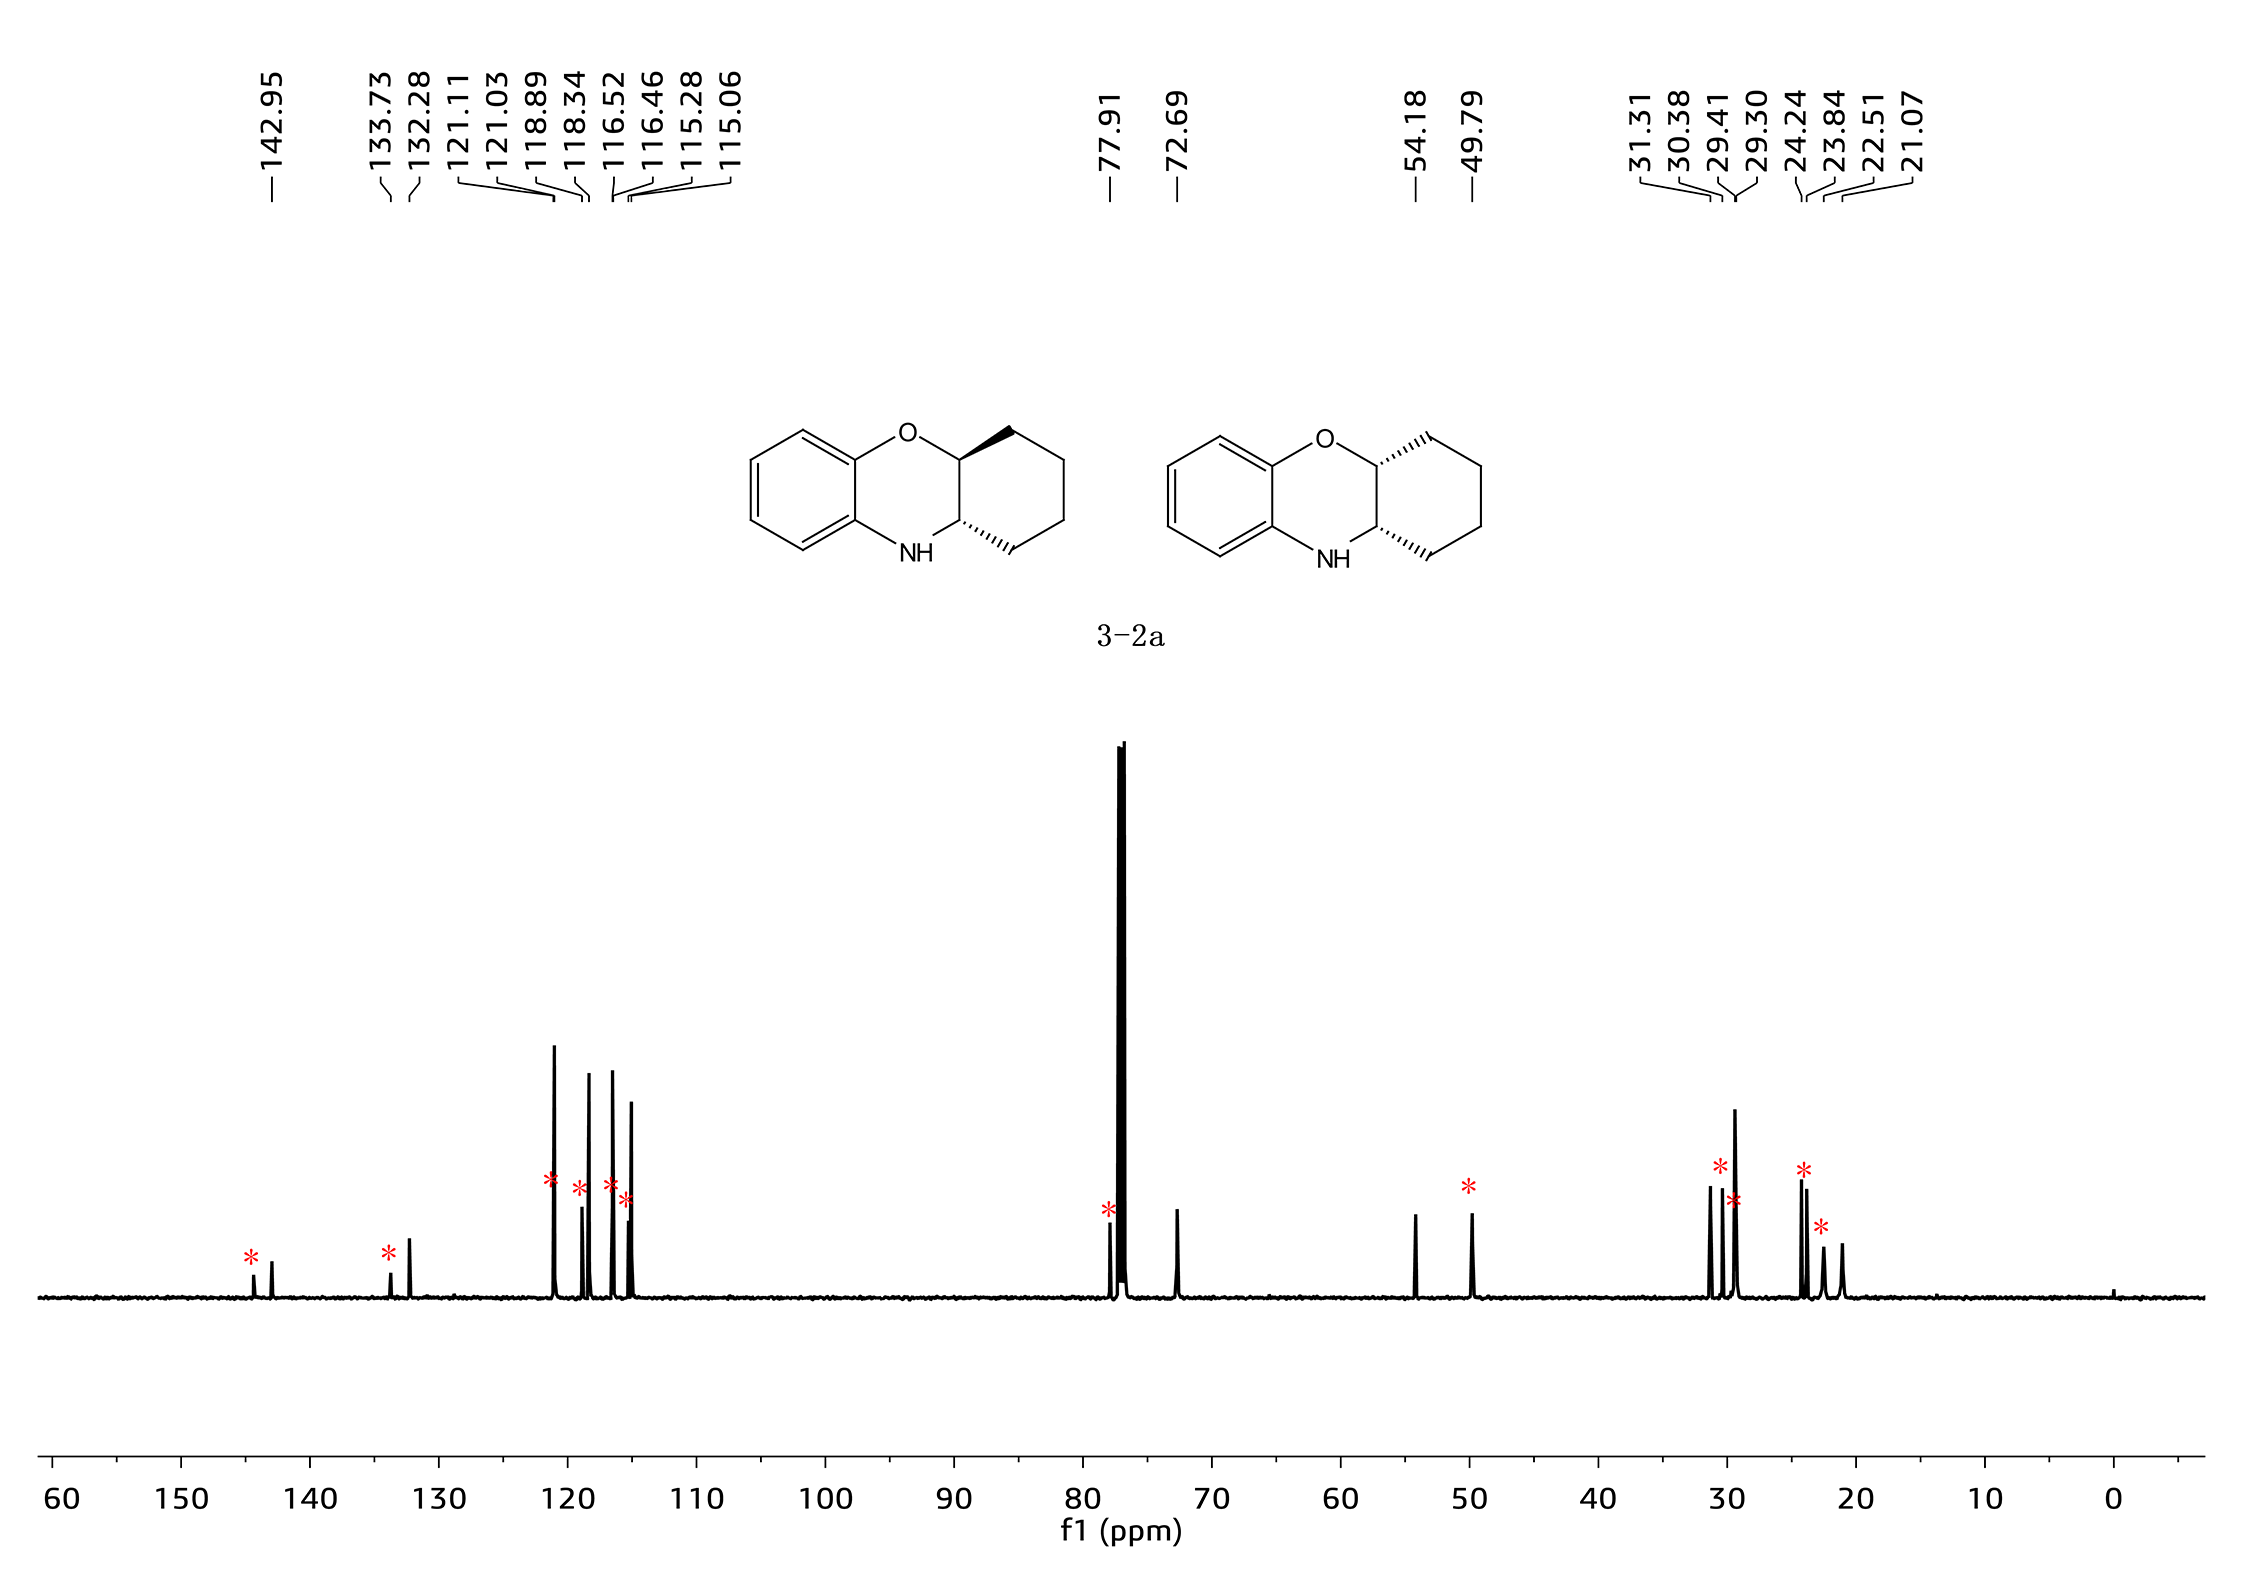 142.95
133.73
132.28
121.11
121.03
118.89
118.34
116.52
116.46
115.28
115.06
77.91
72.69
54.18
49.79
31.31
30.38
29.41
29.30
24.24
23.84
22.51
21.07
O
NH
O
NH
3-2a
* * * * * * * * * * * * *
60 150 140 130 120 110 100 90 80 70 60 50 40 30 20 10 0
f1 (ppm)